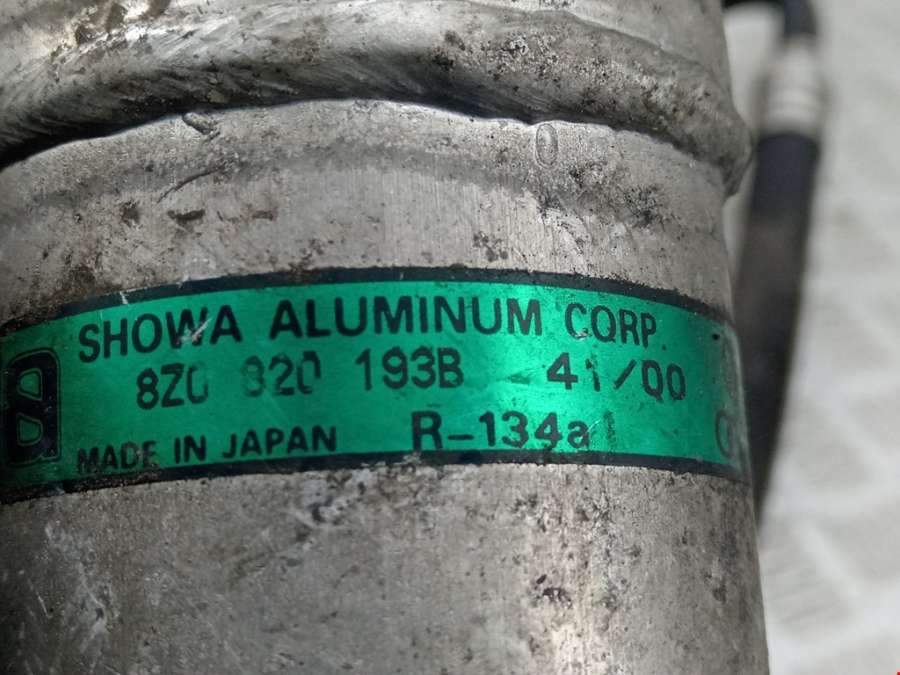 SHOWA ALUMINUM CORP.
8Z0 820 193B 41/00
MADE IN JAPAN R-134a